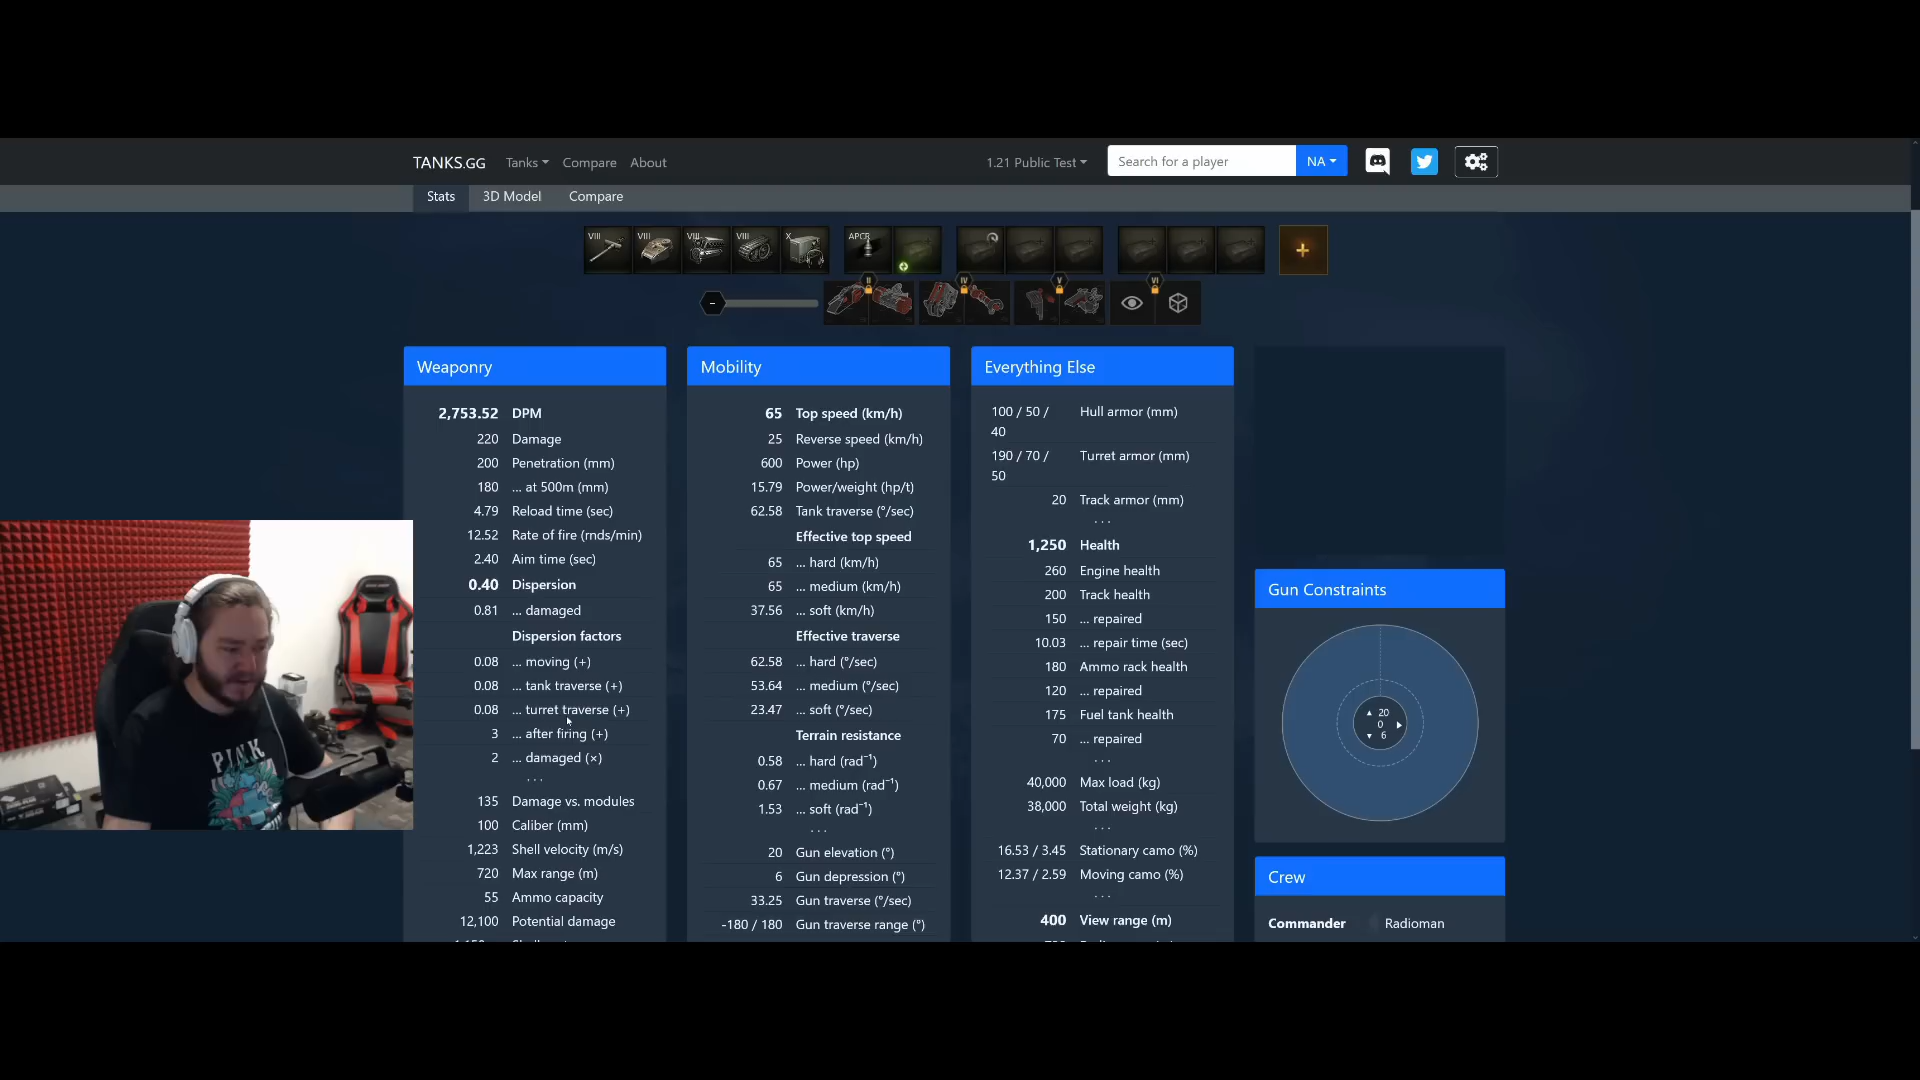 TANKS.GG Tanks Compare About 1.21 Public Test Search for a player NA
Stats 3D Model Compare
VIII VIII VIII VIII X APCR
II IV V VI
Weaponry
2,753.52 DPM
220 Damage
200 Penetration (mm)
180 ... at 500m (mm)
4.79 Reload time (sec)
12.52 Rate of fire (rnds/min)
2.40 Aim time (sec)
0.40 Dispersion
0.81 ... damaged
Dispersion factors
0.08 ... moving (+)
0.08 ... tank traverse (+)
0.08 ... turret traverse (+)
3 ... after firing (+)
2 ... damaged (×)
...
135 Damage vs. modules
100 Caliber (mm)
1,223 Shell velocity (m/s)
720 Max range (m)
55 Ammo capacity
12,100 Potential damage
Mobility
65 Top speed (km/h)
25 Reverse speed (km/h)
600 Power (hp)
15.79 Power/weight (hp/t)
62.58 Tank traverse (°/sec)
Effective top speed
65 ... hard (km/h)
65 ... medium (km/h)
37.56 ... soft (km/h)
Effective traverse
62.58 ... hard (°/sec)
53.64 ... medium (°/sec)
23.47 ... soft (°/sec)
Terrain resistance
0.58 ... hard (rad⁻¹)
0.67 ... medium (rad⁻¹)
1.53 ... soft (rad⁻¹)
...
20 Gun elevation (°)
6 Gun depression (°)
33.25 Gun traverse (°/sec)
-180 / 180 Gun traverse range (°)
Everything Else
100 / 50 / Hull armor (mm)
40
190 / 70 / Turret armor (mm)
50
20 Track armor (mm)
...
1,250 Health
260 Engine health
200 Track health
150 ... repaired
10.03 ... repair time (sec)
180 Ammo rack health
120 ... repaired
175 Fuel tank health
70 ... repaired
...
40,000 Max load (kg)
38,000 Total weight (kg)
...
16.53 / 3.45 Stationary camo (%)
12.37 / 2.59 Moving camo (%)
...
400 View range (m)
Gun Constraints
20
0
6
Crew
Commander Radioman
PINK